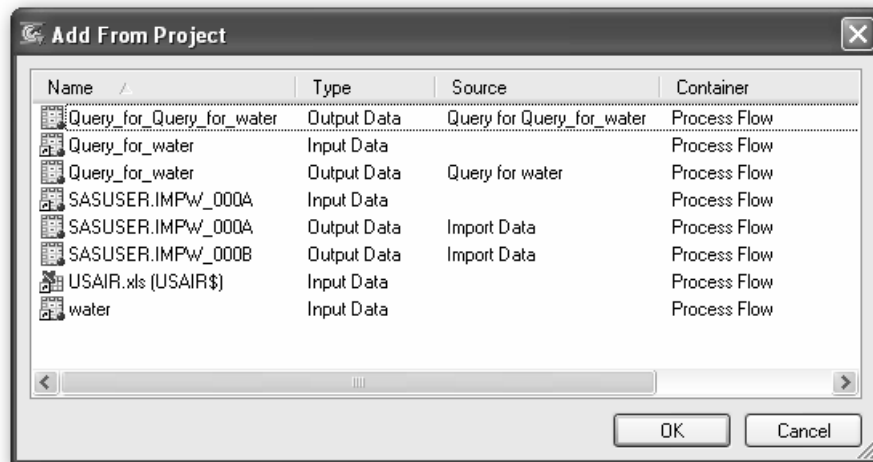 Add From Project
Name Type Source Container
Query_for_Query_for_water Output Data Query for Query_for_water Process Flow
Query_for_water Input Data Process Flow
Query_for_water Output Data Query for water Process Flow
SASUSER.IMPW_000A Input Data Process Flow
SASUSER.IMPW_000A Output Data Import Data Process Flow
SASUSER.IMPW_000B Output Data Import Data Process Flow
USAIR.xls (USAIR$) Input Data Process Flow
water Input Data Process Flow
OK Cancel